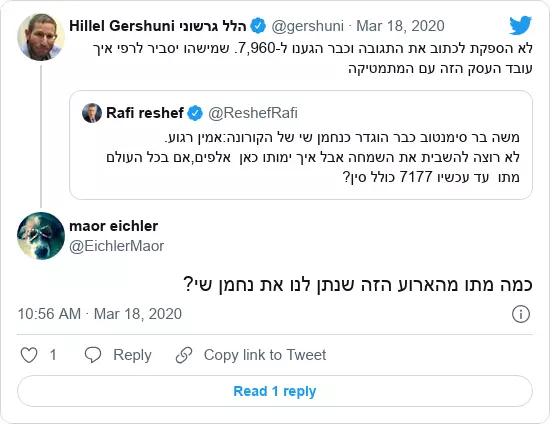 Hillel Gershuni הלל גרשוני @gershuni · Mar 18, 2020
לא הספקת לכתוב את התגובה וכבר הגענו ל-7,960. שמישהו יסביר לרפי איך
עובד העסק הזה עם המתמטיקה
Rafi reshef @ReshefRafi
משה בר סימנטוב כבר הוגדר כנחמן שי של הקורונה:אמין רגוע.
לא רוצה להשבית את השמחה אבל איך ימותו כאן אלפים,אם בכל העולם
מתו עד עכשיו 7177 כולל סין?
maor eichler
@EichlerMaor
כמה מתו מהארוע הזה שנתן לנו את נחמן שי?
10:56 AM · Mar 18, 2020
1 Reply Copy link to Tweet
Read 1 reply